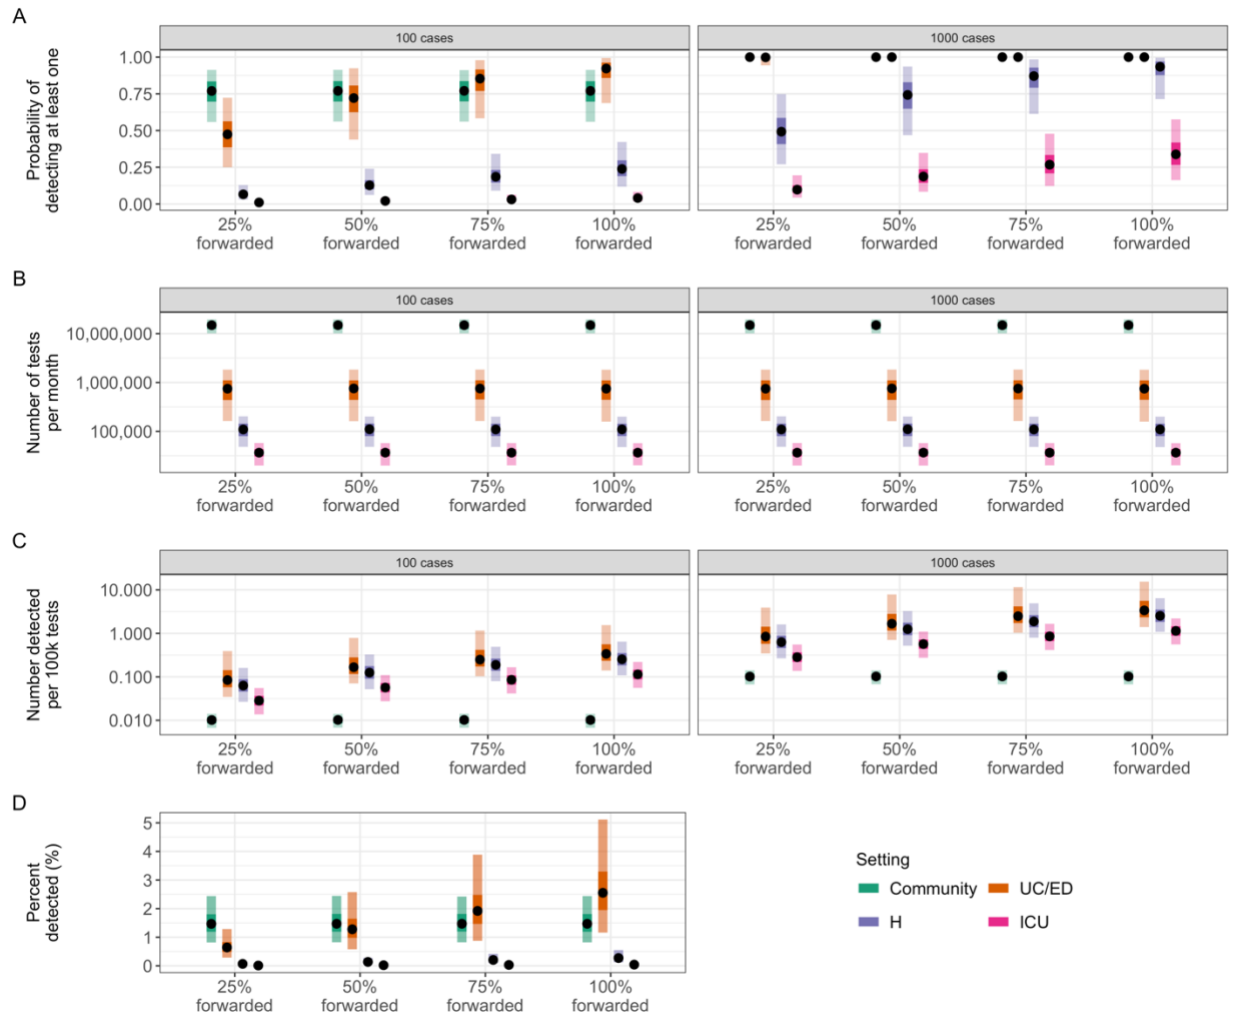 A
100 cases
1000 cases
Probability of
detecting at least one
1.00
0.75
0.50
0.25
0.00
25%
forwarded
50%
forwarded
75%
forwarded
100%
forwarded
25%
forwarded
50%
forwarded
75%
forwarded
100%
forwarded
B
100 cases
1000 cases
Number of tests
per month
10,000,000
1,000,000
100,000
25%
forwarded
50%
forwarded
75%
forwarded
100%
forwarded
25%
forwarded
50%
forwarded
75%
forwarded
100%
forwarded
C
100 cases
1000 cases
Number detected
per 100k tests
10.000
1.000
0.100
0.010
25%
forwarded
50%
forwarded
75%
forwarded
100%
forwarded
25%
forwarded
50%
forwarded
75%
forwarded
100%
forwarded
D
Percent
detected (%)
5
4
3
2
1
0
25%
forwarded
50%
forwarded
75%
forwarded
100%
forwarded
Setting
Community
UC/ED
H
ICU